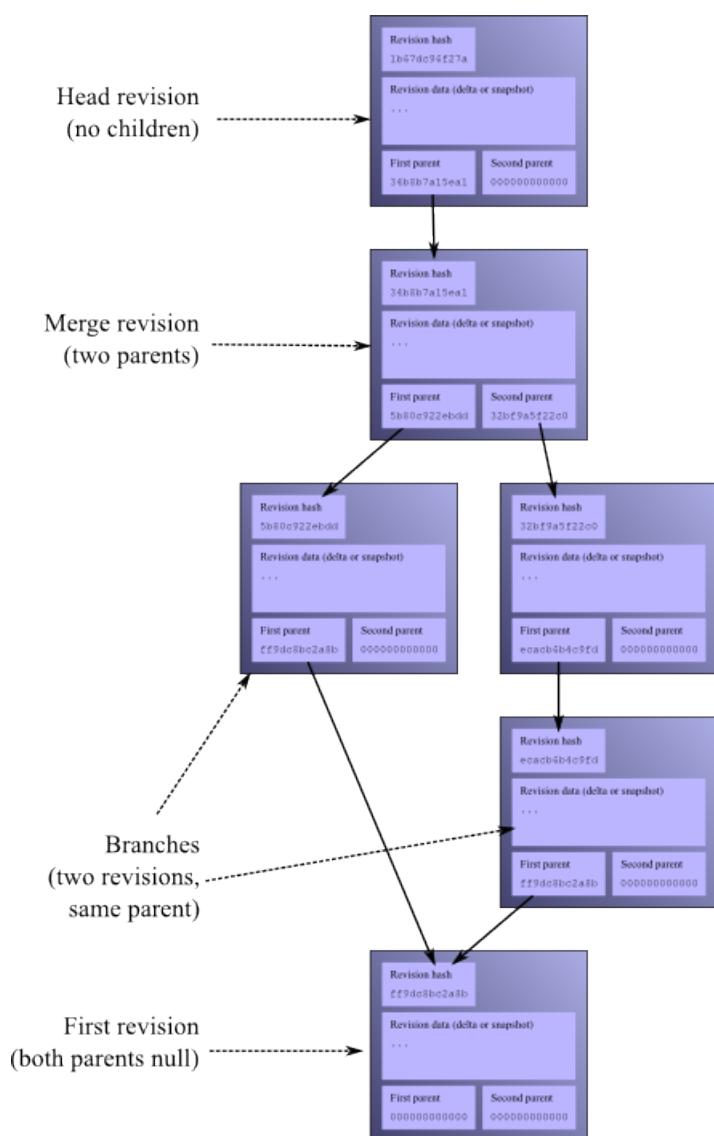 Revision hash
1b67dc96f27a
Revision data (delta or snapshot)
...
Head revision
(no children)
First parent
34b8b7a15ea1
Second parent
000000000000
Revision hash
34b8b7a15ea1
Revision data (delta or snapshot)
...
Merge revision
(two parents)
First parent
5b80c922ebdd
Second parent
32bf9a5f22c0
Revision hash
5b80c922ebdd
Revision data (delta or snapshot)
...
First parent
ff9dc8bc2a8b
Second parent
000000000000
Revision hash
32bf9a5f22c0
Revision data (delta or snapshot)
...
First parent
ecacb6b4c9fd
Second parent
000000000000
Revision hash
ecacb6b4c9fd
Revision data (delta or snapshot)
...
Branches
(two revisions,
same parent)
First parent
ff9dc8bc2a8b
Second parent
000000000000
Revision hash
ff9dc8bc2a8b
Revision data (delta or snapshot)
...
First revision
(both parents null)
First parent
000000000000
Second parent
000000000000